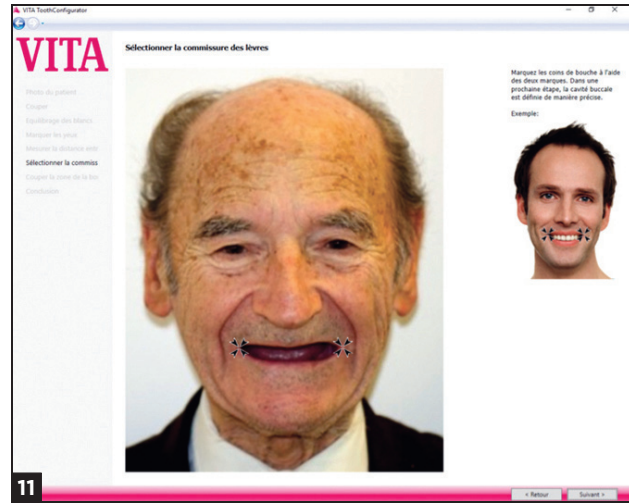 VITA ToothConfigurator
VITA
Sélectionner la commissure des lèvres
Photo du patient
Couper
Equilibrage des blancs
Marquer les yeux
Mesurer la distance entr
Sélectionner la commiss
Couper la zone de la bou
Conclusion
Marquez les coins de bouche à l'aide
des deux marques. Dans une
prochaine étape, la cavité buccale
est définie de manière précise.
Exemple:
11
< Retour
Suivant >